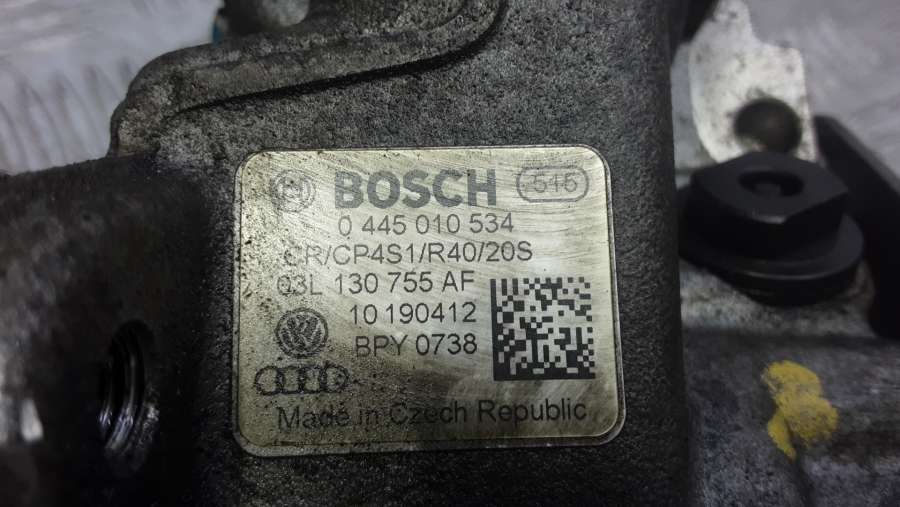 BOSCH 515
0 445 010 534
CR/CP4S1/R40/20S
03L 130 755 AF
10 190412
BPY 0738
Made in Czech Republic